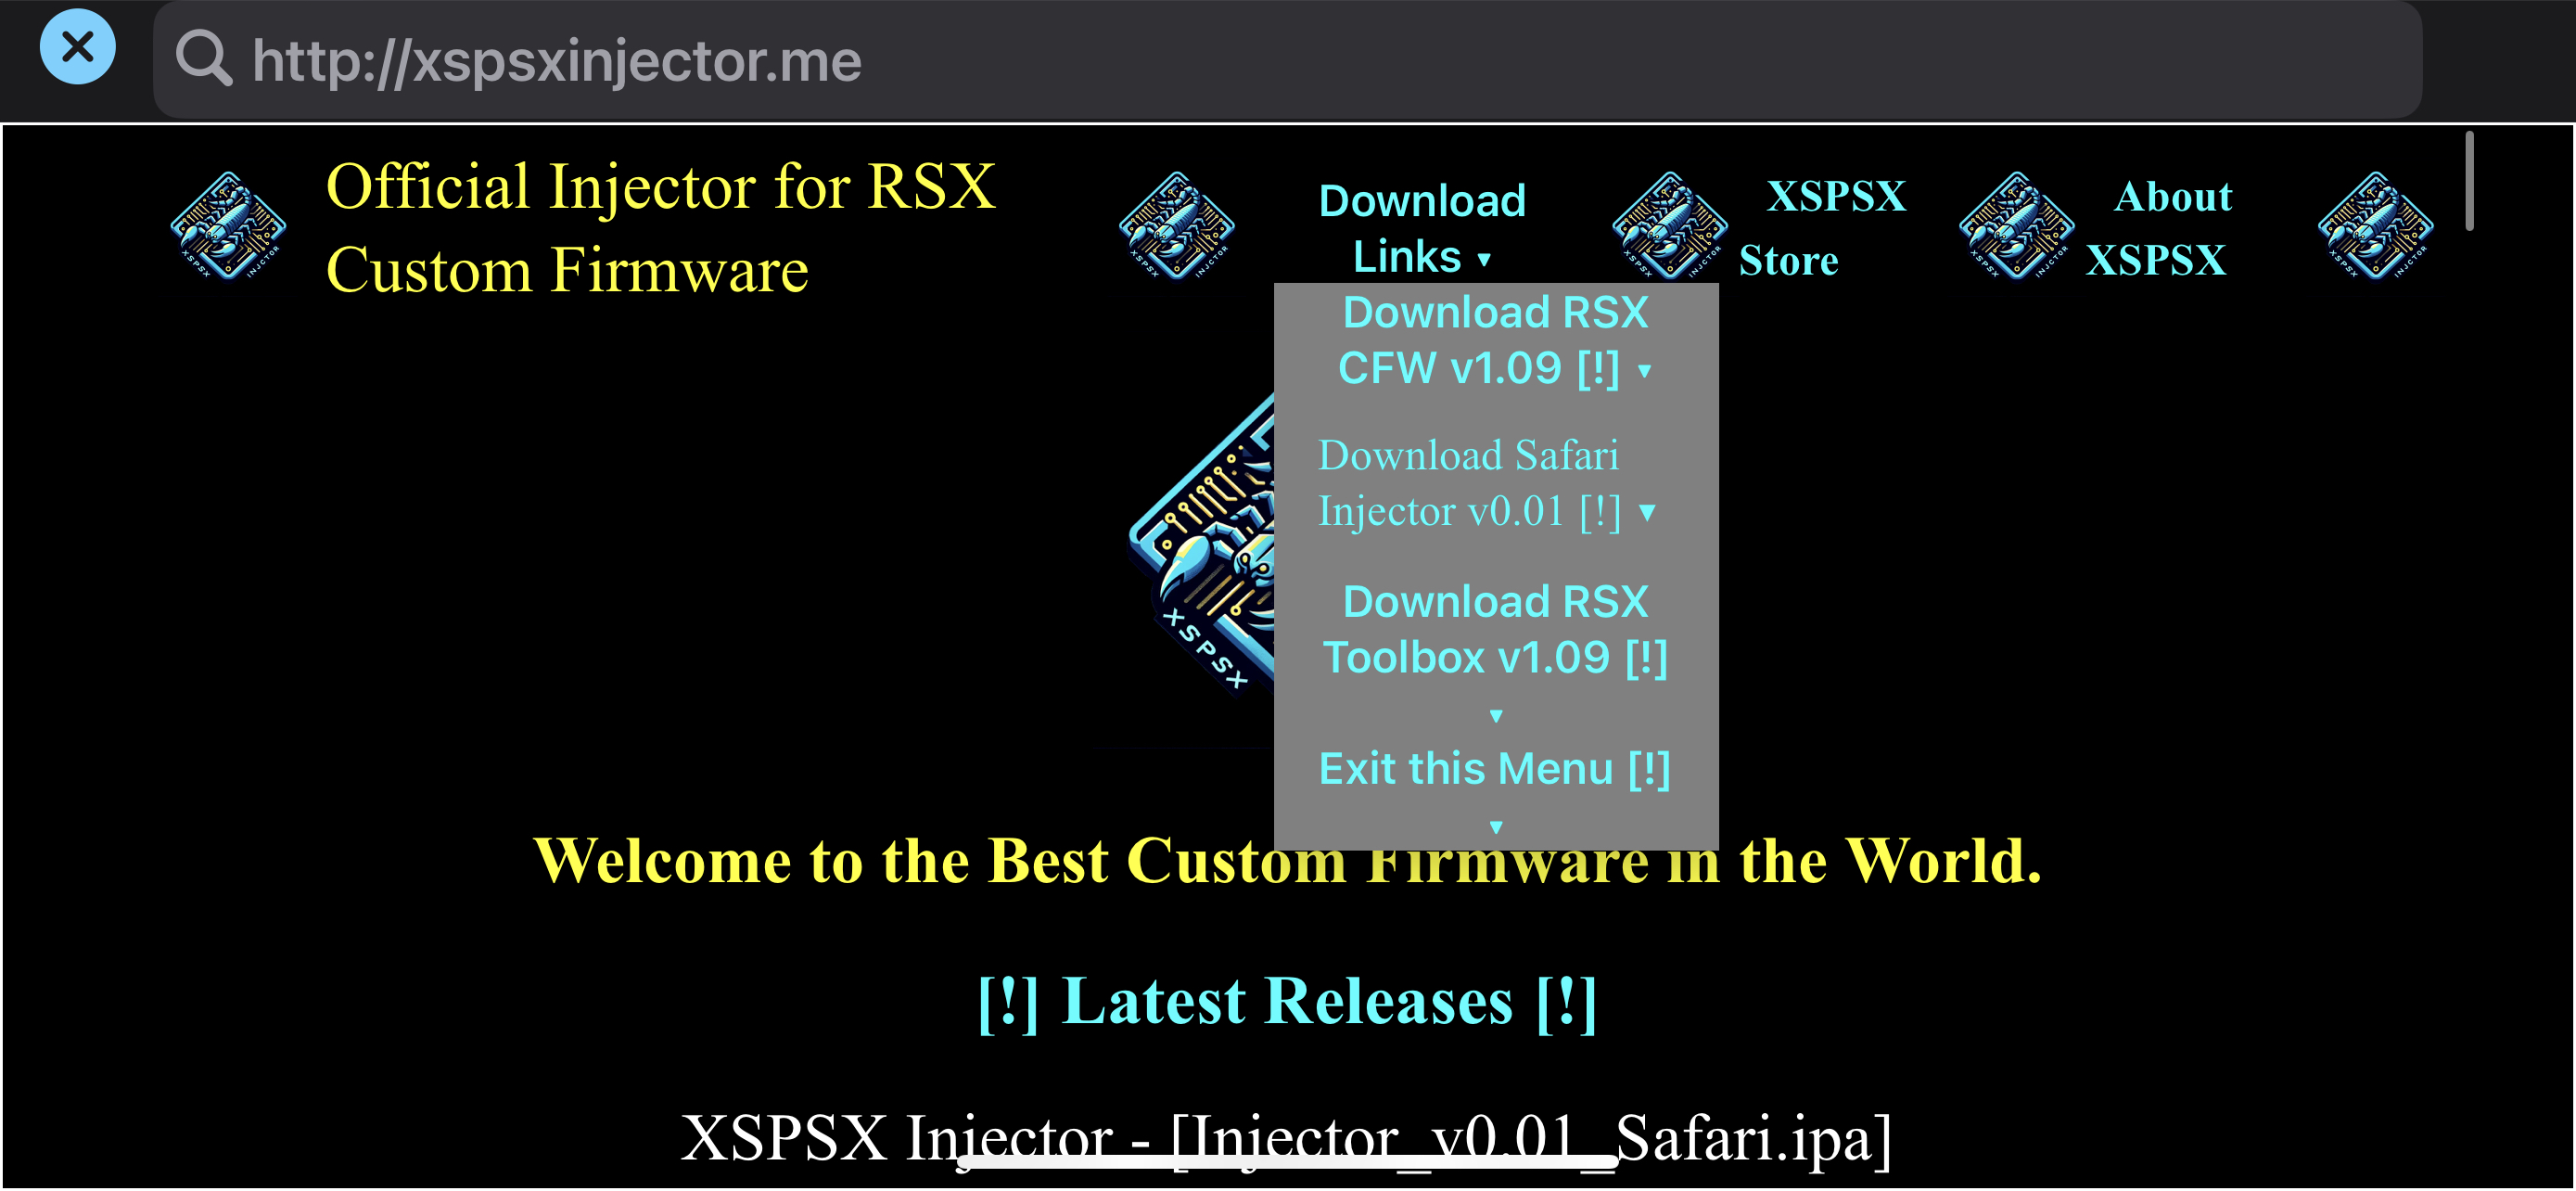 http://xspsxinjector.me
Official Injector for RSX
Custom Firmware
Download
Links ▾
XSPSX
Store
About
XSPSX
Download RSX
CFW v1.09 [!] ▾
Download Safari
Injector v0.01 [!] ▾
Download RSX
Toolbox v1.09 [!]
▾
Exit this Menu [!]
▾
XSPSX
Welcome to the Best Custom Firmware in the World.
[!] Latest Releases [!]
XSPSX Injector - [Injector_v0.01_Safari.ipa]